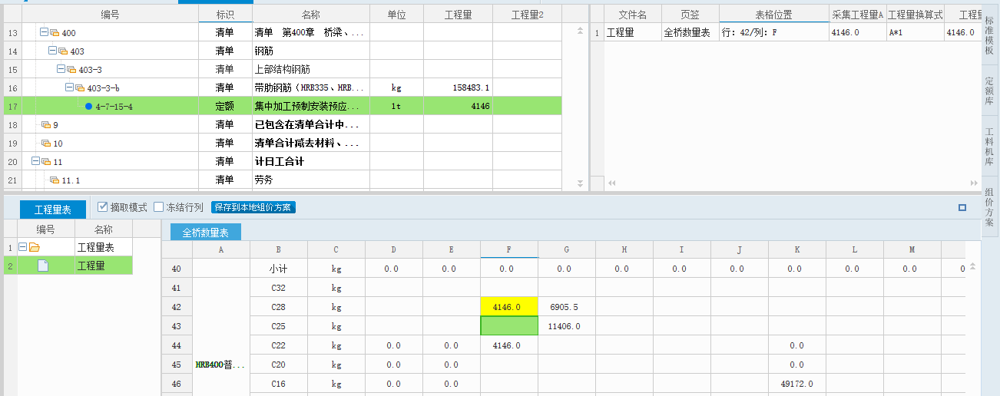 编号 标识 名称 单位 工程量 工程量2
13 400 清单 清单 第400章 桥梁、...
14 403 清单 钢筋
15 403-3 清单 上部结构钢筋
16 403-3-b 清单 带肋钢筋（HRB335、HRB... kg 158483.1
17 4-7-15-4 定额 集中加工预制安装预应... 1t 4146
18 9 清单 已包含在清单合计中...
19 10 清单 清单合计减去材料、...
20 11 清单 计日工合计
21 11.1 清单 劳务
文件名 页签 表格位置 采集工程量A 工程量换算式 工程量
1 工程量 全桥数量表 行: 42/列: F 4146.0 A*1 4146.0
标准模板
定额库
工料机库
组价方案
工程量表 摘取模式 冻结行列 保存到本地组价方案
编号 名称
1 工程量表
2 工程量
全桥数量表
A B C D E F G H I J K L M
40 小计 kg 0.0 0.0 0.0 0.0 0.0 0.0 0.0 0.0 0.0 0.0 0
41 C32 kg
42 C28 kg 4146.0 6905.5
43 C25 kg 11406.0
44 C22 kg 0.0 0.0 4146.0 0.0
45 HRB400普... C20 kg 0.0 0.0 0.0
46 C16 kg 0.0 0.0 49172.0